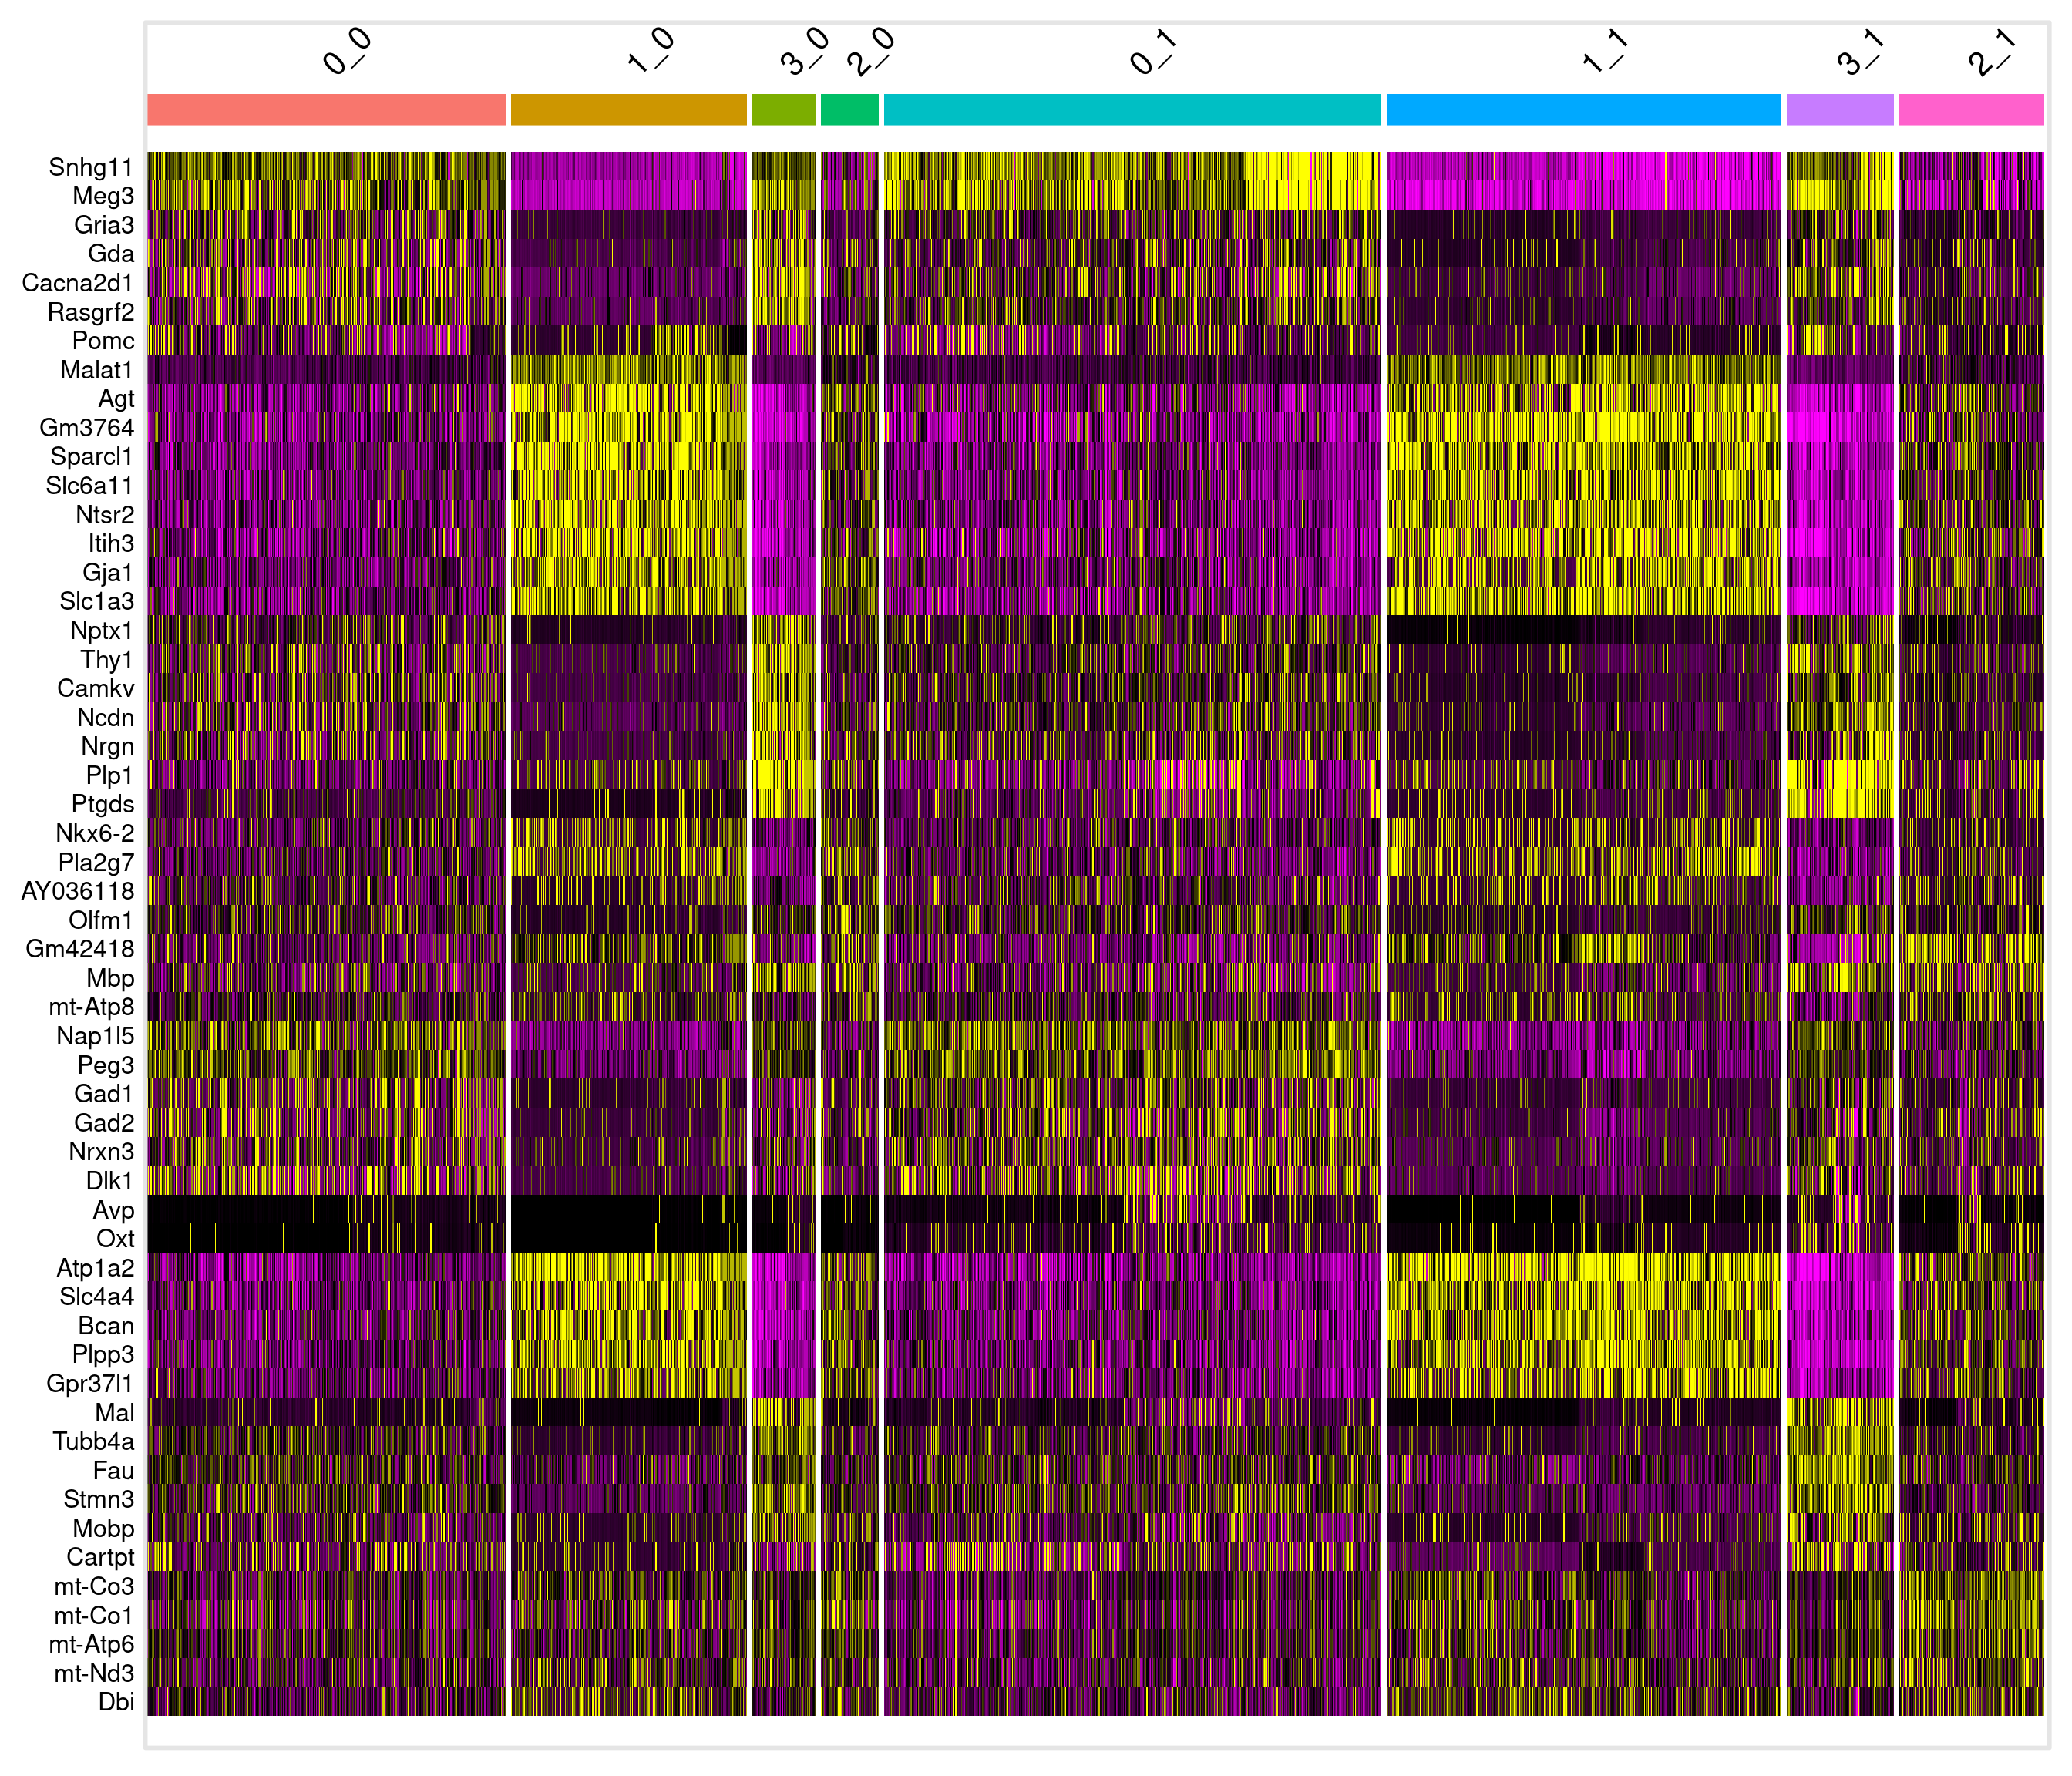 0_0
1_0
3_0
2_0
0_1
1_1
3_1
2_1
Snhg11
Meg3
Gria3
Gda
Cacna2d1
Rasgrf2
Pomc
Malat1
Agt
Gm3764
Sparcl1
Slc6a11
Ntsr2
Itih3
Gja1
Slc1a3
Nptx1
Thy1
Camkv
Ncdn
Nrgn
Plp1
Ptgds
Nkx6-2
Pla2g7
AY036118
Olfm1
Gm42418
Mbp
mt-Atp8
Nap1l5
Peg3
Gad1
Gad2
Nrxn3
Dlk1
Avp
Oxt
Atp1a2
Slc4a4
Bcan
Plpp3
Gpr37l1
Mal
Tubb4a
Fau
Stmn3
Mobp
Cartpt
mt-Co3
mt-Co1
mt-Atp6
mt-Nd3
Dbi